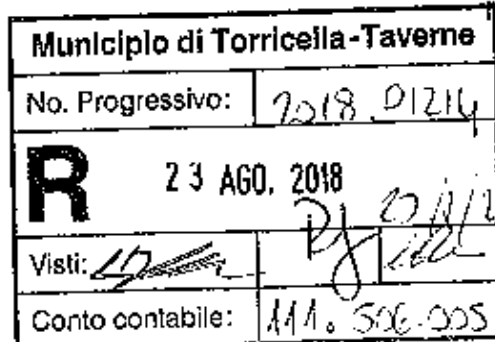 Municipio di Torricella-Taverne
No. Progressivo: 2018 01214
R 23 AGO. 2018
Visti:
Conto contabile: 111.506.005